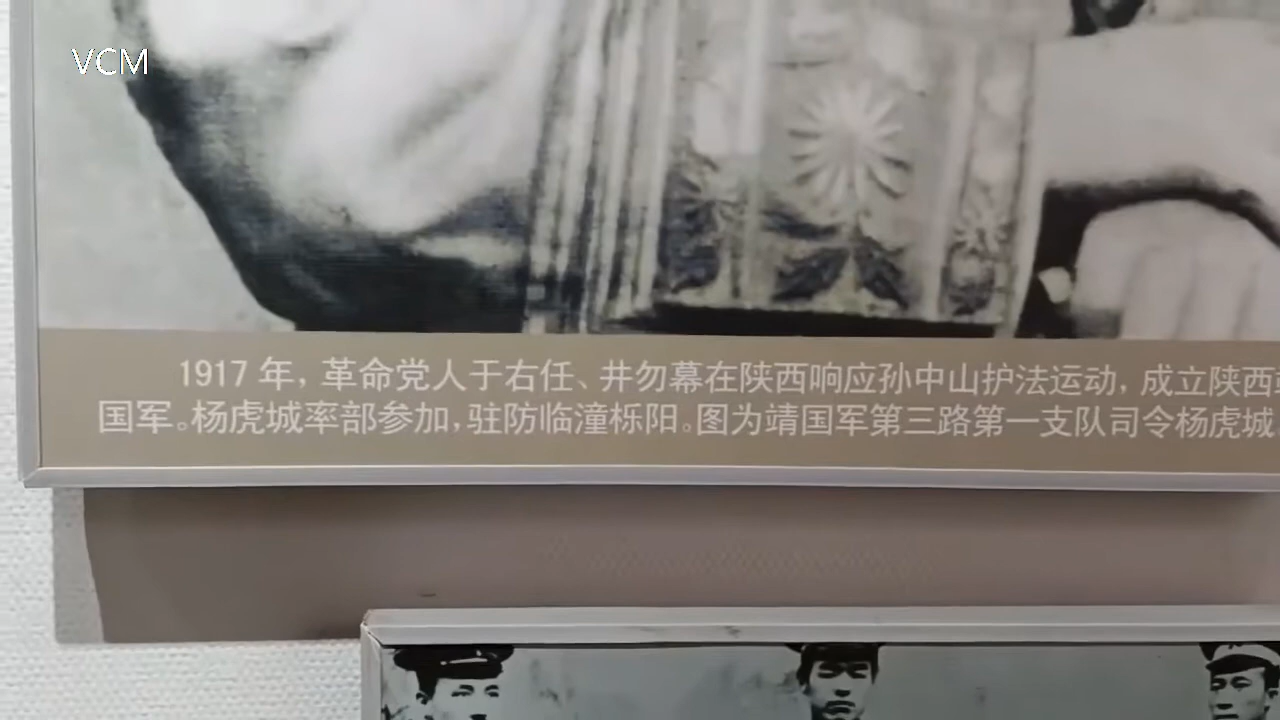 VCM
1917 年，革命党人于右任、井勿幕在陕西响应孙中山护法运动，成立陕西
国军。杨虎城率部参加，驻防临潼栎阳。图为靖国军第三路第一支队司令杨虎城